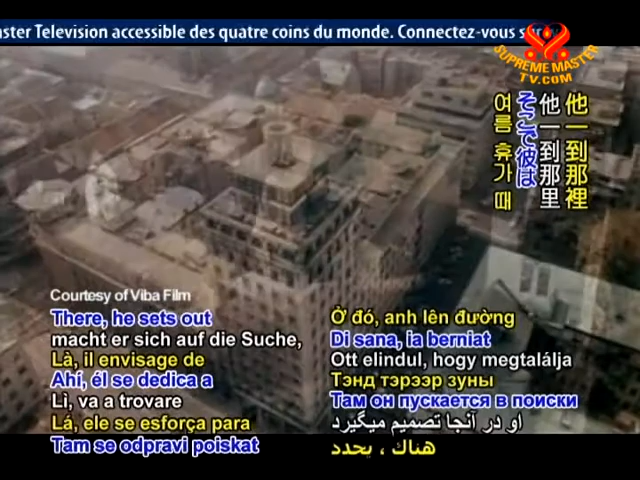 ster Television accessible des quatre coins du monde. Connectez-vous sur
SUPREME MASTER
TV.COM
他一到那裡
他一到那里
そこで彼は
여름 휴가 때
Courtesy of Viba Film
There, he sets out
macht er sich auf die Suche,
Là, il envisage de
Ahí, él se dedica a
Lì, va a trovare
Lá, ele se esforça para
Tam se odpravi poiskat
Ở đó, anh lên đường
Di sana, ia berniat
Ott elindul, hogy megtalálja
Тэнд тэрээр зуны
Там он пускается в поиски
او در آنجا تصمیم میگیرد
هناك ، يحدد